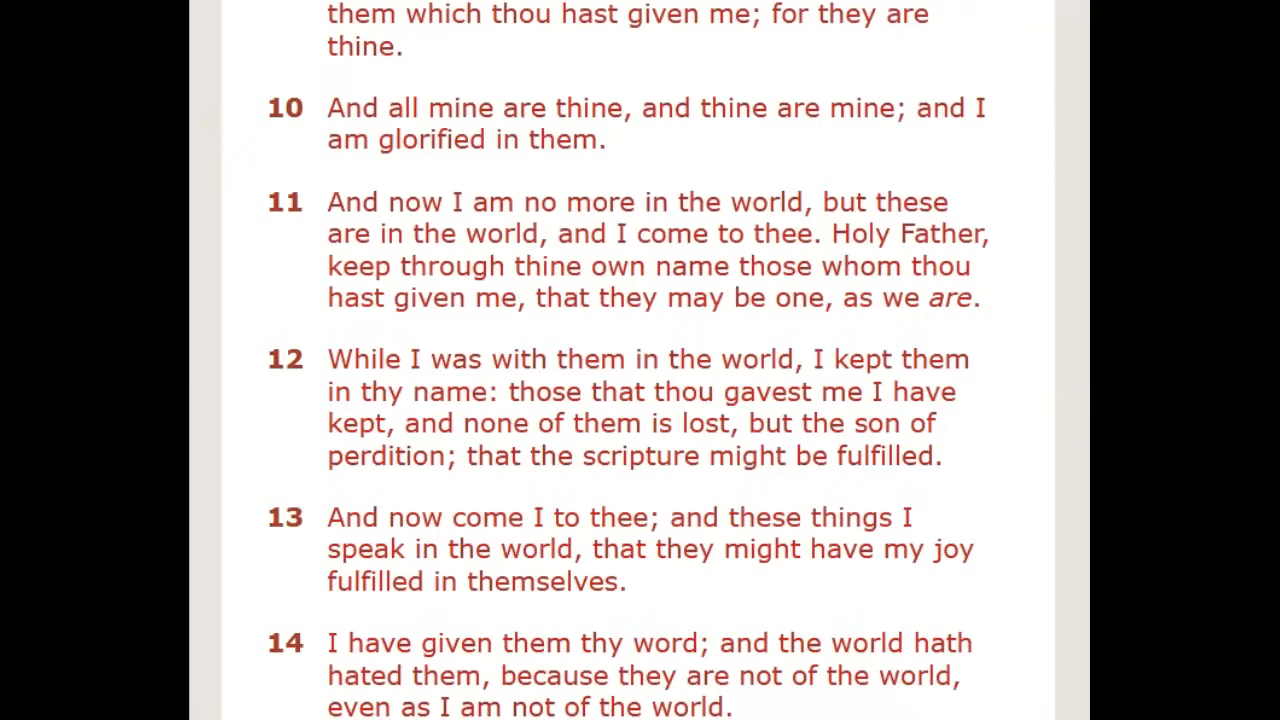 them which thou hast given me; for they are
thine.
10 And all mine are thine, and thine are mine; and I
am glorified in them.
11 And now I am no more in the world, but these
are in the world, and I come to thee. Holy Father,
keep through thine own name those whom thou
hast given me, that they may be one, as we are.
12 While I was with them in the world, I kept them
in thy name: those that thou gavest me I have
kept, and none of them is lost, but the son of
perdition; that the scripture might be fulfilled.
13 And now come I to thee; and these things I
speak in the world, that they might have my joy
fulfilled in themselves.
14 I have given them thy word; and the world hath
hated them, because they are not of the world,
even as I am not of the world.